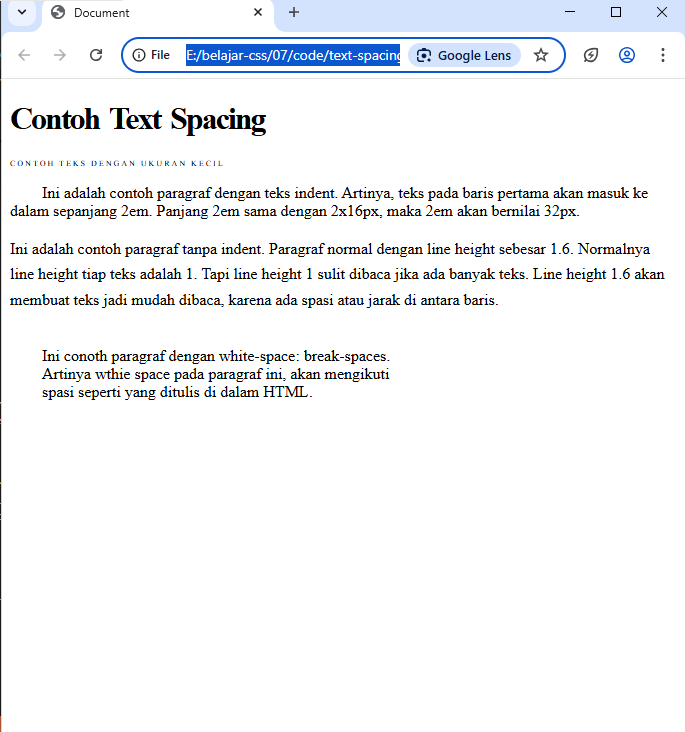 Document
File
E:/belajar-css/07/code/text-spacing
Google Lens
Contoh Text Spacing
CONTOH TEKS DENGAN UKURAN KECIL
Ini adalah contoh paragraf dengan teks indent. Artinya, teks pada baris pertama akan masuk ke
dalam sepanjang 2em. Panjang 2em sama dengan 2x16px, maka 2em akan bernilai 32px.
Ini adalah contoh paragraf tanpa indent. Paragraf normal dengan line height sebesar 1.6. Normalnya
line height tiap teks adalah 1. Tapi line height 1 sulit dibaca jika ada banyak teks. Line height 1.6 akan
membuat teks jadi mudah dibaca, karena ada spasi atau jarak di antara baris.
Ini conoth paragraf dengan white-space: break-spaces.
Artinya wthie space pada paragraf ini, akan mengikuti
spasi seperti yang ditulis di dalam HTML.